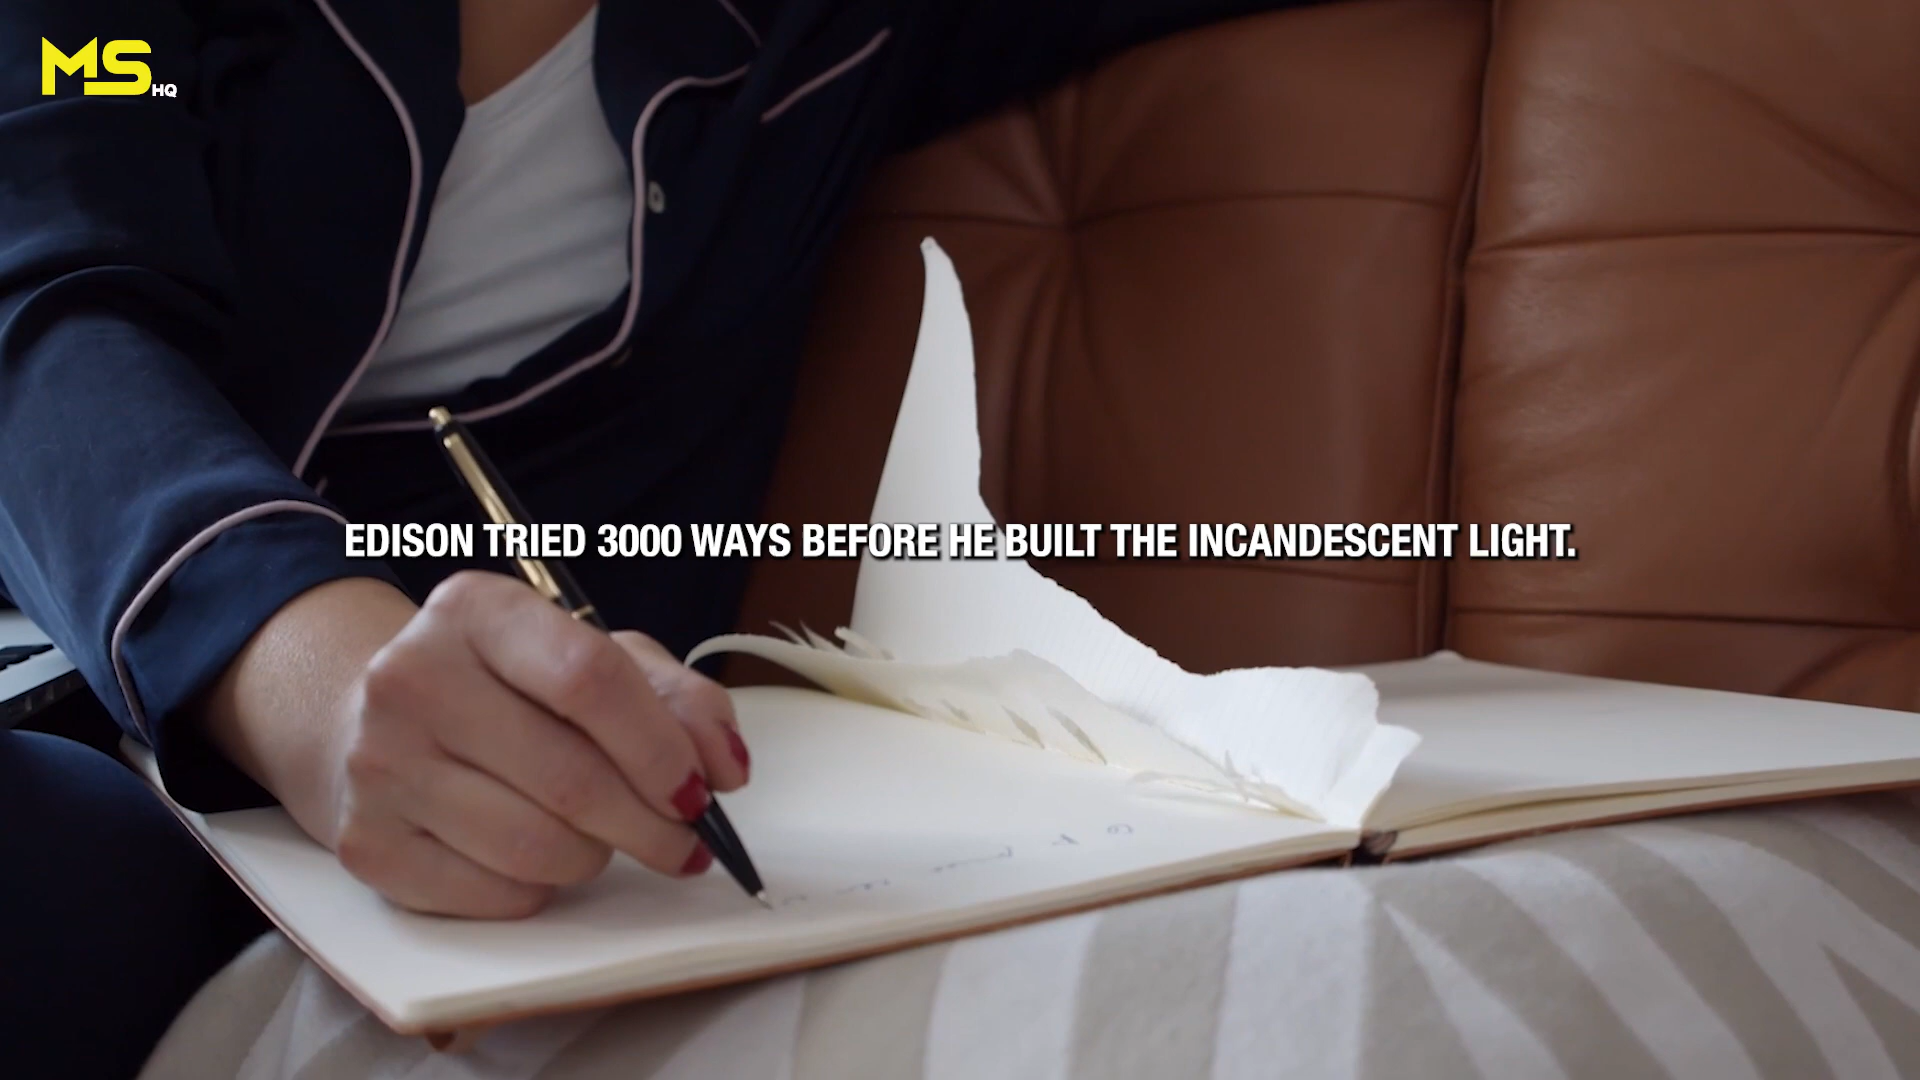 MS HQ
EDISON TRIED 3000 WAYS BEFORE HE BUILT THE INCANDESCENT LIGHT.